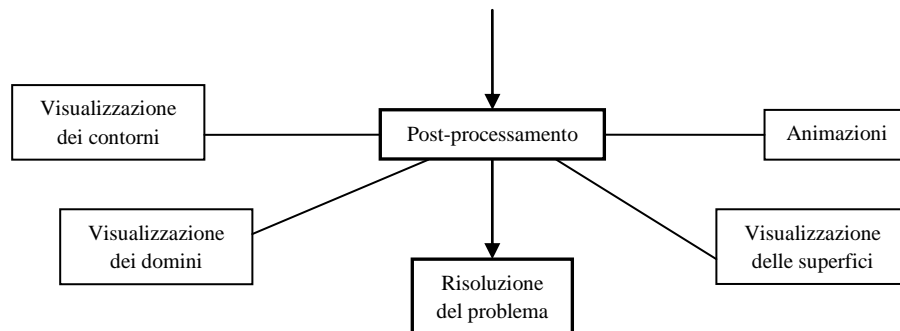 Visualizzazione
dei contorni
Post-processamento
Animazioni
Visualizzazione
dei domini
Visualizzazione
delle superfici
Risoluzione
del problema